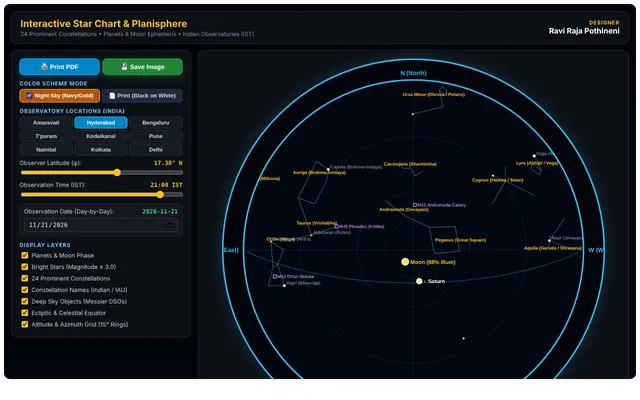 Interactive Star Chart & Planisphere
24 Prominent Constellations • Planets & Moon Ephemeris • Indian Observatories (IST)
DESIGNER
Ravi Raja Pothineni
🖨️ Print PDF
💾 Save Image
COLOR SCHEME MODE
🌌 Night Sky (Navy/Gold)
📄 Print (Black on White)
OBSERVATORY LOCATIONS (INDIA)
Amaravati
Hyderabad
Bengaluru
T'puram
Kodaikanal
Pune
Nainital
Kolkata
Delhi
Observer Latitude (φ):
17.38° N
Observation Time (IST):
21:00 IST
Observation Date (Day-by-Day):
2026-11-21
11/21/2026
DISPLAY LAYERS
Planets & Moon Phase
Bright Stars (Magnitude ≤ 3.0)
24 Prominent Constellations
Constellation Names (Indian / IAU)
Deep Sky Objects (Messier DSOs)
Ecliptic & Celestial Equator
Altitude & Azimuth Grid (15° Rings)
N (North)
Ursa Minor (Dhruva / Polaris)
Cassiopeia (Sharmistha)
Capella (Brahma-hridaya)
Auriga (Brahma-hridaya)
(Mithuna)
Lyra (Abhijit / Vega)
Cygnus (Hamsa / Swan)
M31 Andromeda Galaxy
Andromeda (Devayani)
Taurus (Vrishabha)
M45 Pleiades (Krittika)
Aldebaran (Rohini)
Pegasus (Great Square)
Aquila (Garuda / Shravana)
East)
W (W
Moon (88% Illum)
M42 Orion Nebula
Rigel (Bana-raja)
Saturn